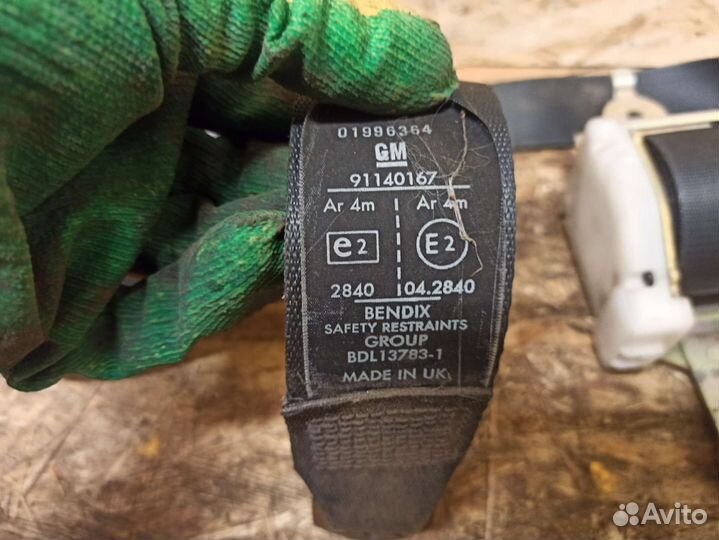 01996364
GM
91140167
Ar 4m Ar 4m
e2 E2
2840 04.2840
BENDIX
SAFETY RESTRAINTS
GROUP
BDL13783-1
MADE IN UK
Avito